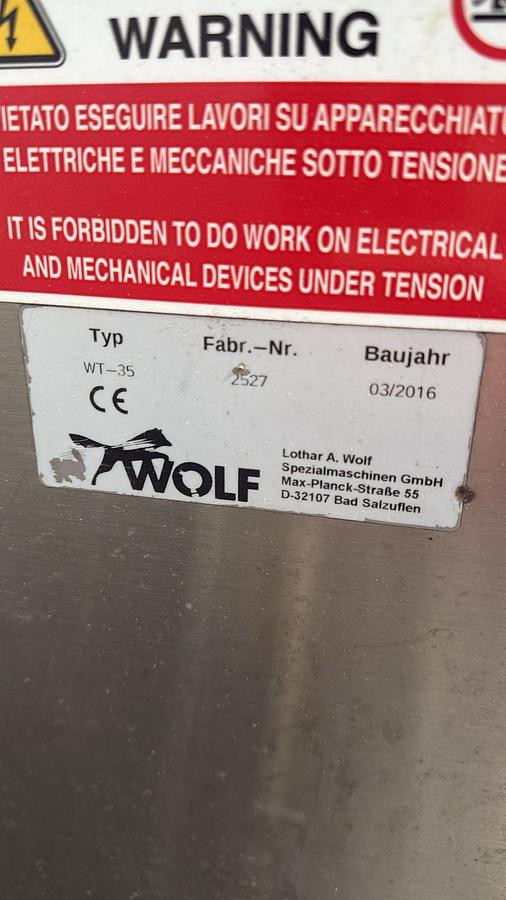 WARNING
IETATO ESEGUIRE LAVORI SU APPARECCHIATU
ELETTRICHE E MECCANICHE SOTTO TENSIONE
IT IS FORBIDDEN TO DO WORK ON ELECTRICAL
AND MECHANICAL DEVICES UNDER TENSION
Typ Fabr.-Nr. Baujahr
WT-35 2527 03/2016
CE
WOLF
Lothar A. Wolf
Spezialmaschinen GmbH
Max-Planck-Straße 55
D-32107 Bad Salzuflen